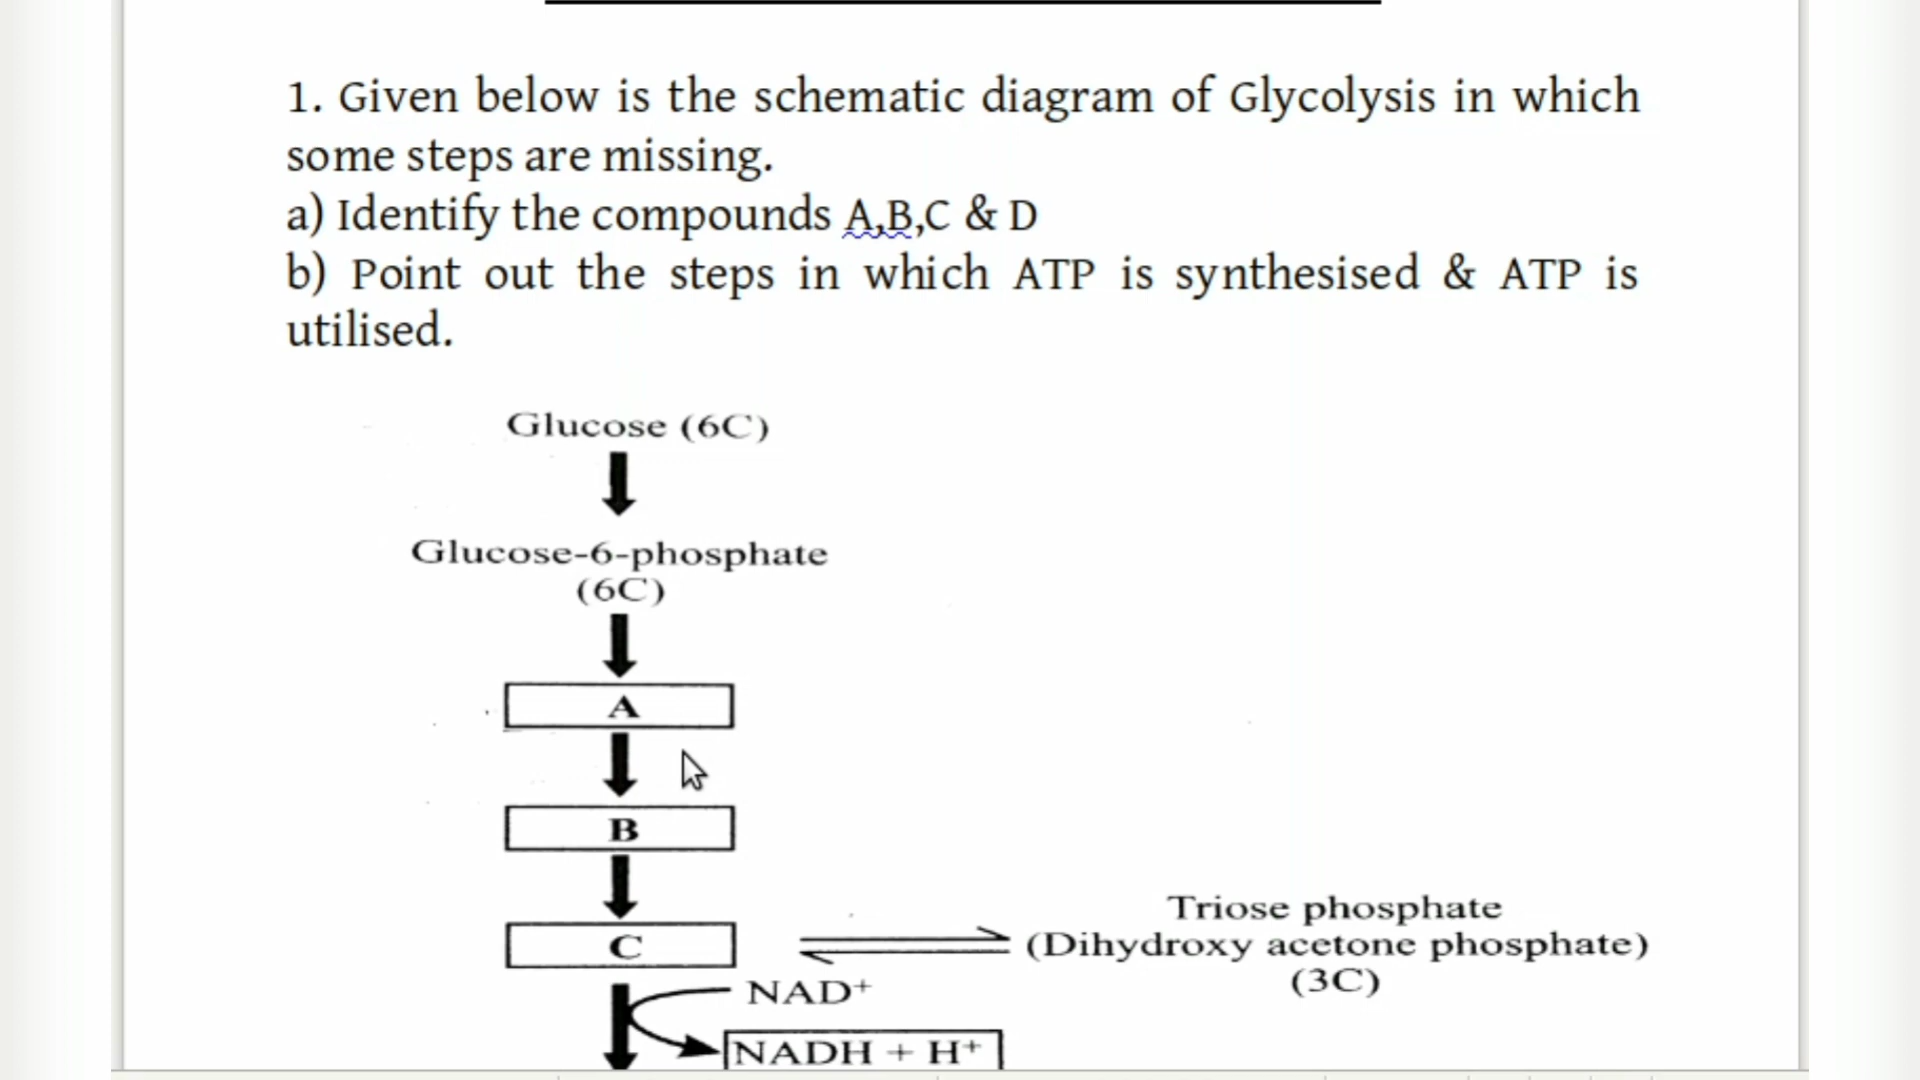 1. Given below is the schematic diagram of Glycolysis in which
some steps are missing.
a) Identify the compounds A,B,C & D
b) Point out the steps in which ATP is synthesised & ATP is
utilised.
Glucose (6C)
Glucose-6-phosphate
(6C)
A
B
C
Triose phosphate
(Dihydroxy acetone phosphate)
(3C)
NAD+
NADH + H+